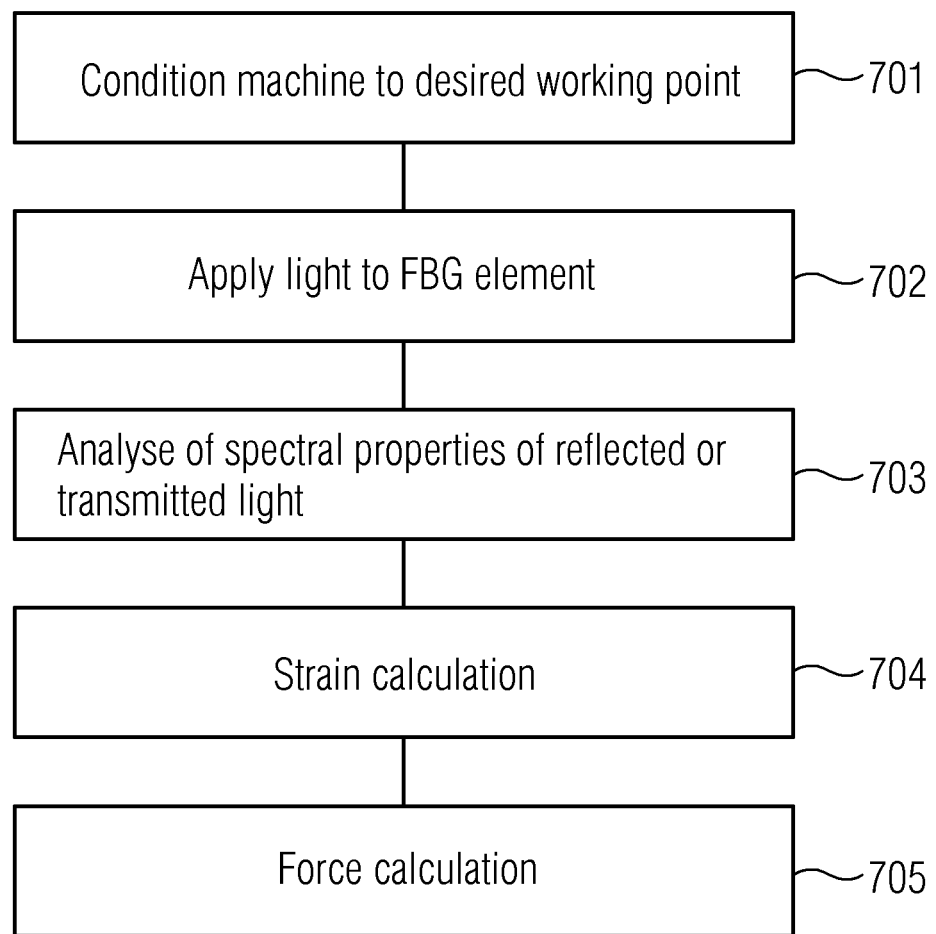 Condition machine to desired working point
701
Apply light to FBG element
702
Analyse of spectral properties of reflected or
transmitted light
703
Strain calculation
704
Force calculation
705